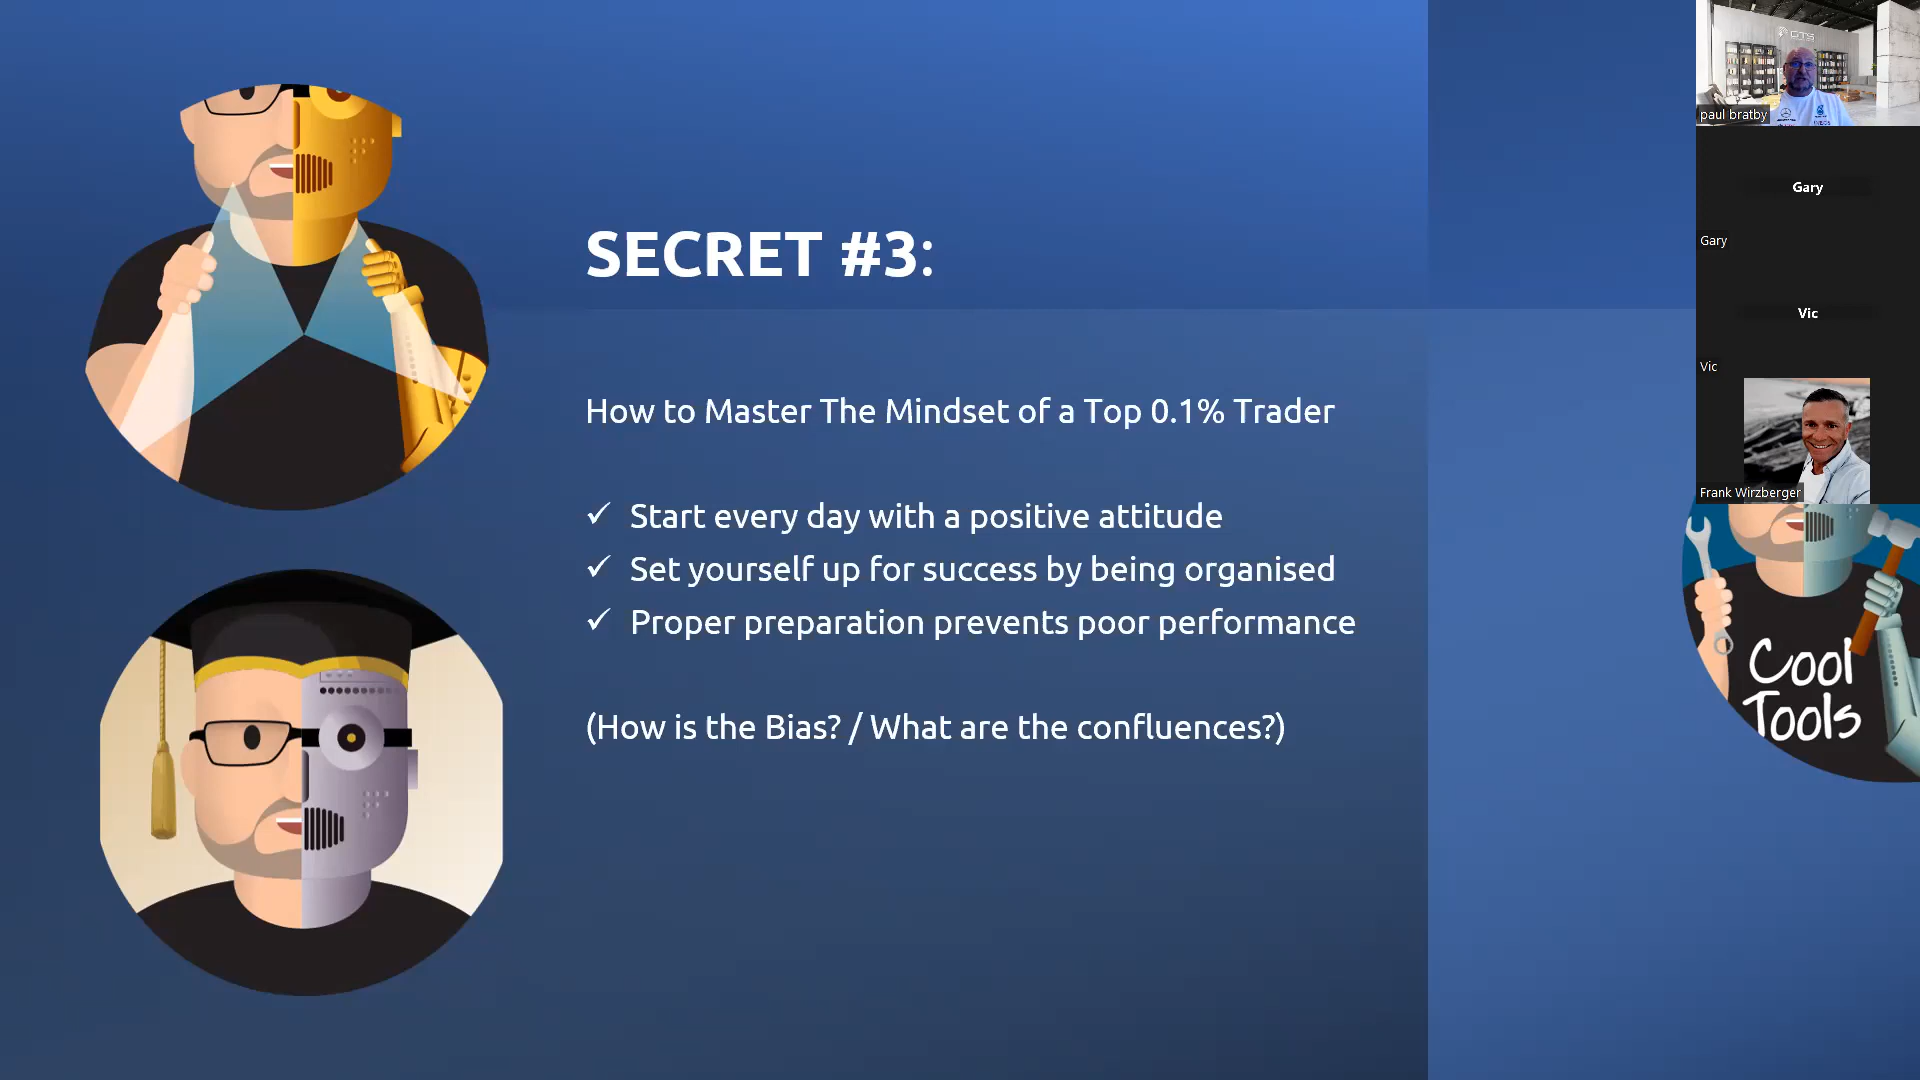 SECRET #3:
How to Master The Mindset of a Top 0.1% Trader
✓ Start every day with a positive attitude
✓ Set yourself up for success by being organised
✓ Proper preparation prevents poor performance
(How is the Bias? / What are the confluences?)
GTS
paul bratby
Gary
Gary
Vic
Vic
Frank Wirzberger
Cool
Tools